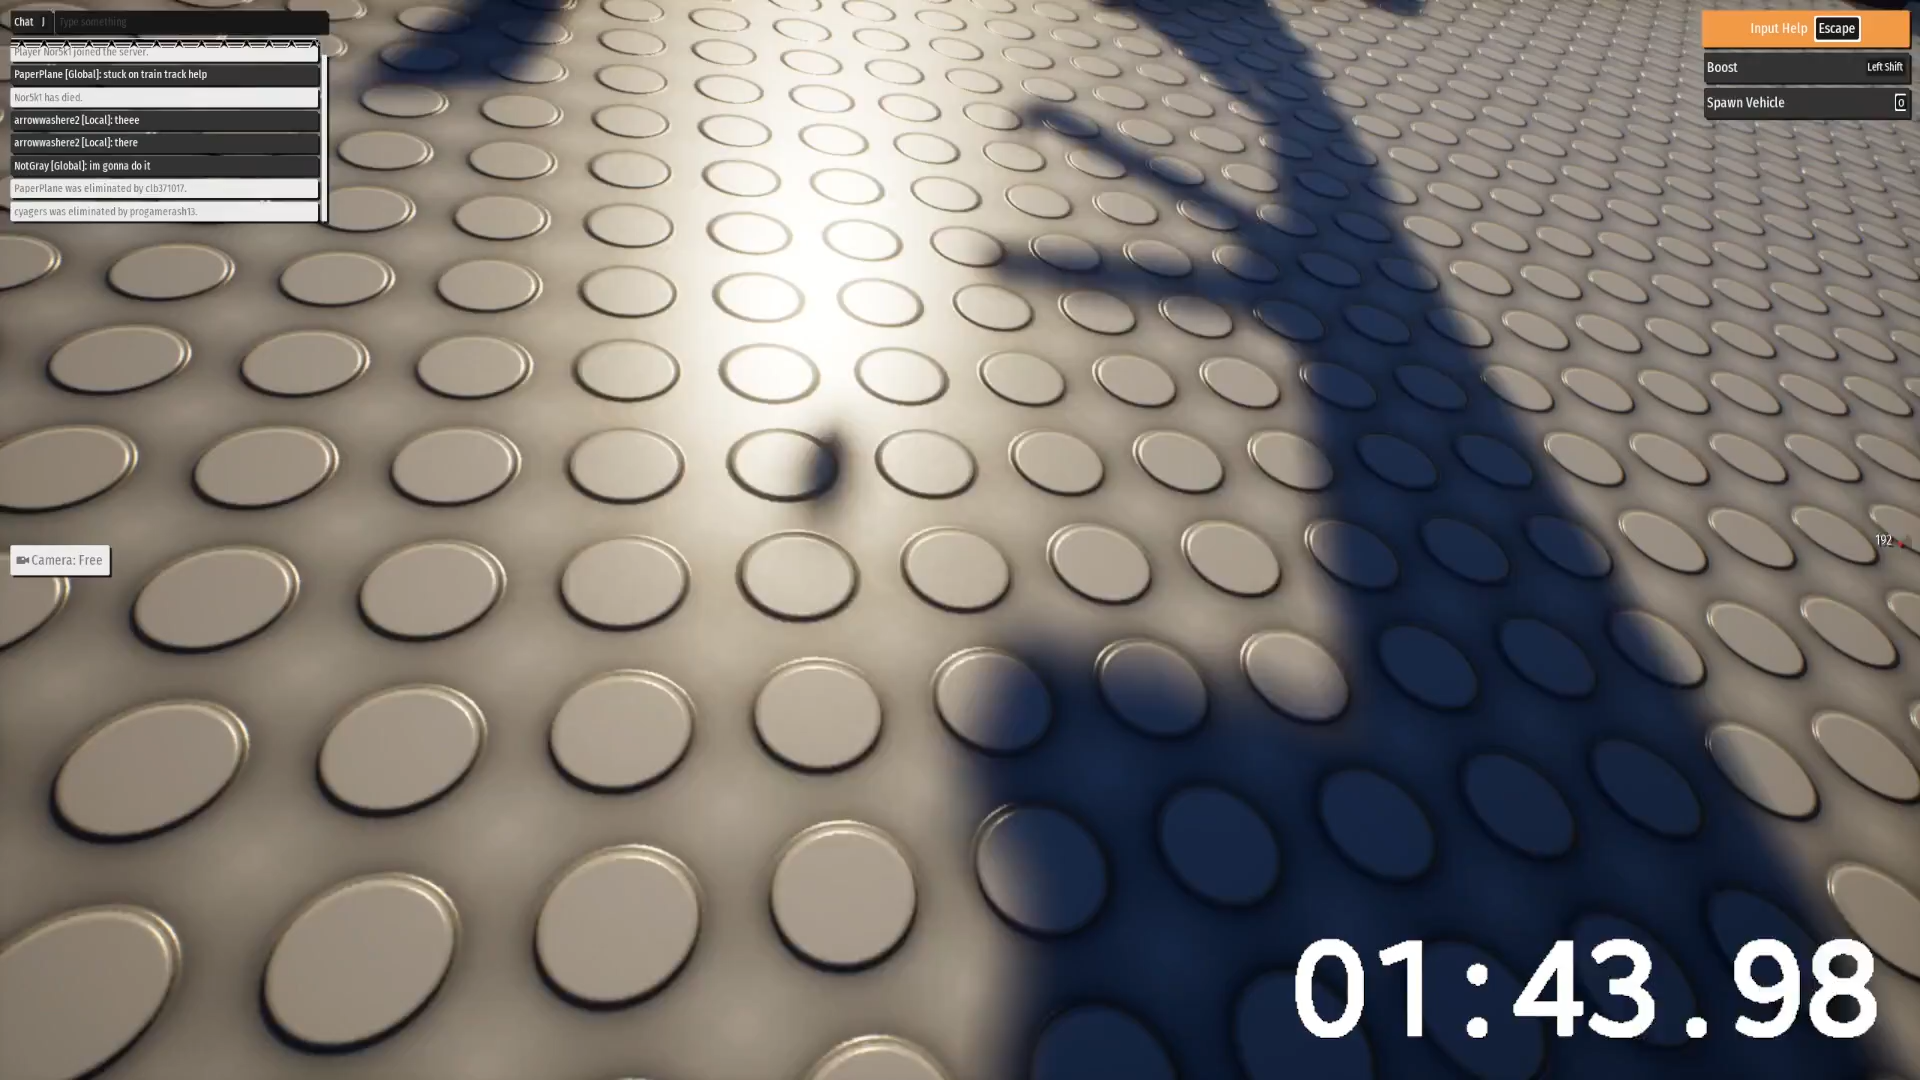 Chat J Type something
Player Nor5k1 joined the server.
PaperPlane [Global]: stuck on train track help
Nor5k1 has died.
arrowwashere2 [Local]: theee
arrowwashere2 [Local]: there
NotGray [Global]: im gonna do it
PaperPlane was eliminated by clb371017.
cyagers was eliminated by progamerash13.
Input Help Escape
Boost Left Shift
Spawn Vehicle O
Camera: Free
192
01:43.98